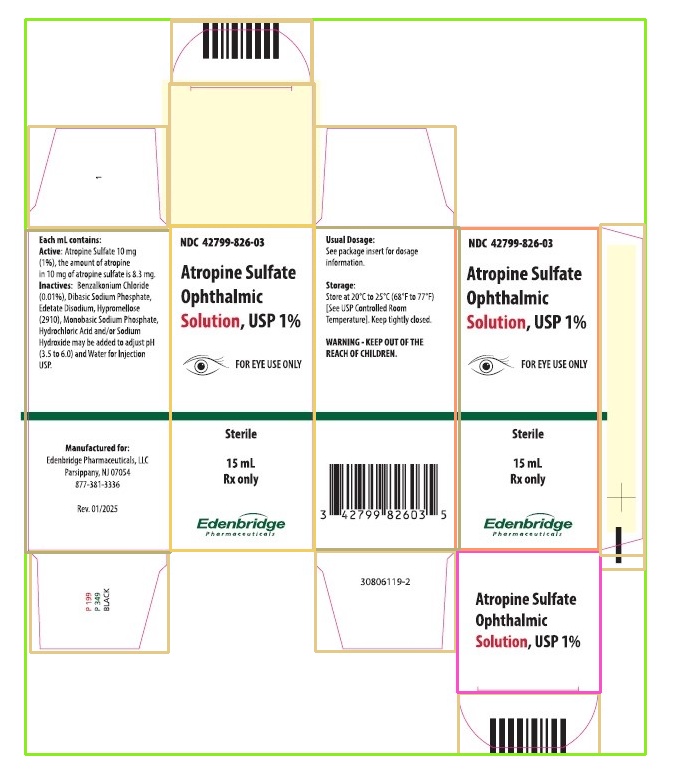 Each mL contains:
Active: Atropine Sulfate 10 mg
(1%), the amount of atropine
in 10 mg of atropine sulfate is 8.3 mg.
Inactives: Benzalkonium Chloride
(0.01%), Dibasic Sodium Phosphate,
Edetate Disodium, Hypromellose
(2910), Monobasic Sodium Phosphate,
Hydrochloric Acid and/or Sodium
Hydroxide may be added to adjust pH
(3.5 to 6.0) and Water for Injection
USP.
Manufactured for:
Edenbridge Pharmaceuticals, LLC
Parsippany, NJ 07054
877-381-3336
Rev. 01/2025
P 199
P 349
BLACK
NDC 42799-826-03
Atropine Sulfate
Ophthalmic
Solution, USP 1%
FOR EYE USE ONLY
Sterile
15 mL
Rx only
Edenbridge
Pharmaceuticals
Usual Dosage:
See package insert for dosage
information.
Storage:
Store at 20°C to 25°C (68°F to 77°F)
[See USP Controlled Room
Temperature]. Keep tightly closed.
WARNING - KEEP OUT OF THE
REACH OF CHILDREN.
3 42799 82603 5
30806119-2
NDC 42799-826-03
Atropine Sulfate
Ophthalmic
Solution, USP 1%
FOR EYE USE ONLY
Sterile
15 mL
Rx only
Edenbridge
Pharmaceuticals
Atropine Sulfate
Ophthalmic
Solution, USP 1%